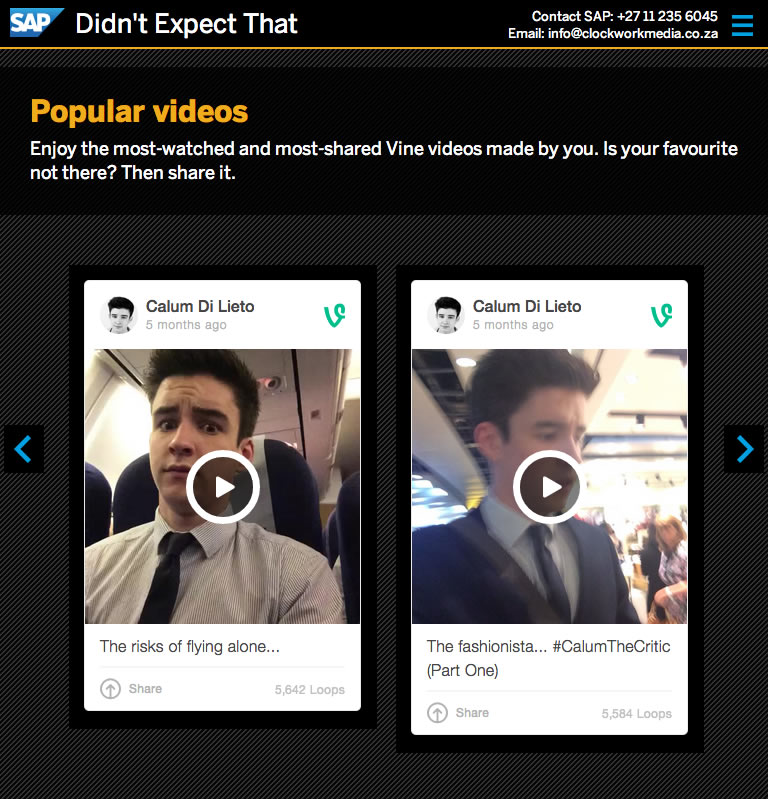 SAP Didn't Expect That
Contact SAP: +27 11 235 6045
Email: info@clockworkmedia.co.za
Popular videos
Enjoy the most-watched and most-shared Vine videos made by you. Is your favourite
not there? Then share it.
Calum Di Lieto
5 months ago
The risks of flying alone...
Share
5,642 Loops
Calum Di Lieto
5 months ago
The fashionista... #CalumTheCritic
(Part One)
Share
5,584 Loops